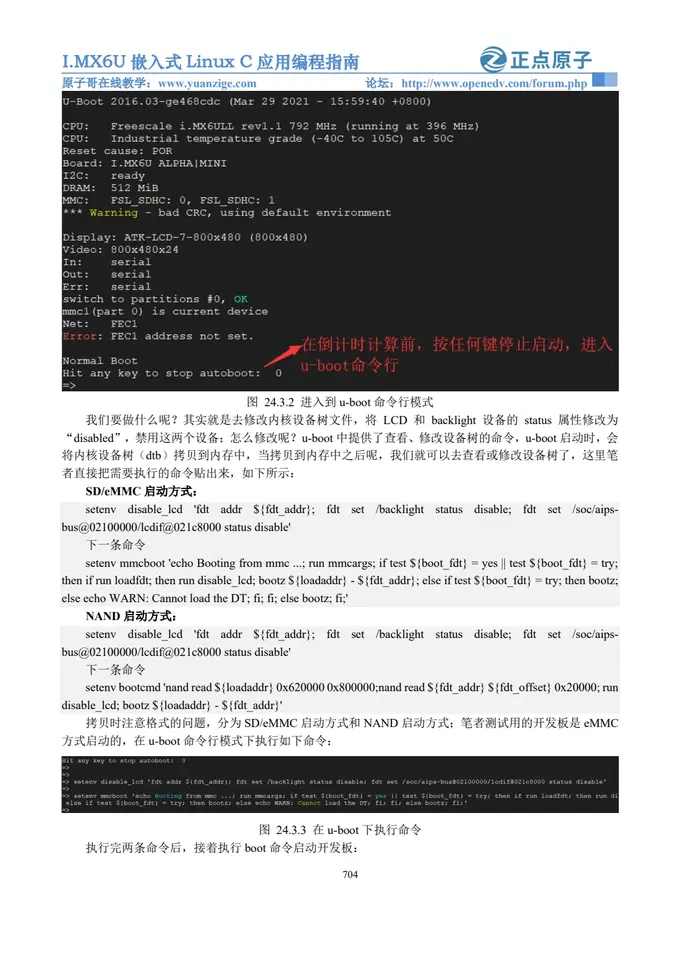 I.MX6U 嵌入式 Linux C 应用编程指南
正点原子
原子哥在线教学：www.yuanzige.com 论坛：http://www.openedv.com/forum.php
U-Boot 2016.03-ge468cdc (Mar 29 2021 - 15:59:40 +0800)
CPU: Freescale i.MX6ULL rev1.1 792 MHz (running at 396 MHz)
CPU: Industrial temperature grade (-40C to 105C) at 50C
Reset cause: POR
Board: I.MX6U ALPHA|MINI
I2C: ready
DRAM: 512 MiB
MMC: FSL_SDHC: 0, FSL_SDHC: 1
*** Warning - bad CRC, using default environment
Display: ATK-LCD-7-800x480 (800x480)
Video: 800x480x24
In: serial
Out: serial
Err: serial
switch to partitions #0, OK
mmc1(part 0) is current device
Net: FEC1
Error: FEC1 address not set.
在倒计时计算前，按任何键停止启动，进入
u-boot命令行
Normal Boot
Hit any key to stop autoboot: 0
=>
图 24.3.2 进入到 u-boot 命令行模式
我们要做什么呢？其实就是去修改内核设备树文件，将 LCD 和 backlight 设备的 status 属性修改为
“disabled”，禁用这两个设备；怎么修改呢？u-boot 中提供了查看、修改设备树的命令，u-boot 启动时，会
将内核设备树（dtb）拷贝到内存中，当拷贝到内存中之后呢，我们就可以去查看或修改设备树了，这里笔
者直接把需要执行的命令贴出来，如下所示：
SD/eMMC 启动方式：
setenv disable_lcd 'fdt addr ${fdt_addr}; fdt set /backlight status disable; fdt set /soc/aips-
bus@02100000/lcdif@021c8000 status disable'
下一条命令
setenv mmcboot 'echo Booting from mmc ...; run mmcargs; if test ${boot_fdt} = yes || test ${boot_fdt} = try;
then if run loadfdt; then run disable_lcd; bootz ${loadaddr} - ${fdt_addr}; else if test ${boot_fdt} = try; then bootz;
else echo WARN: Cannot load the DT; fi; fi; else bootz; fi;'
NAND 启动方式：
setenv disable_lcd 'fdt addr ${fdt_addr}; fdt set /backlight status disable; fdt set /soc/aips-
bus@02100000/lcdif@021c8000 status disable'
下一条命令
setenv bootcmd 'nand read ${loadaddr} 0x620000 0x800000;nand read ${fdt_addr} ${fdt_offset} 0x20000; run
disable_lcd; bootz ${loadaddr} - ${fdt_addr}'
拷贝时注意格式的问题，分为 SD/eMMC 启动方式和 NAND 启动方式；笔者测试用的开发板是 eMMC
方式启动的，在 u-boot 命令行模式下执行如下命令：
Hit any key to stop autoboot: 0
=>
=>
=> setenv disable_lcd 'fdt addr ${fdt_addr}; fdt set /backlight status disable; fdt set /soc/aips-bus@02100000/lcdif@021c8000 status disable'
=>
=> setenv mmcboot 'echo Booting from mmc ...; run mmcargs; if test ${boot_fdt} = yes || test ${boot_fdt} = try; then if run loadfdt; then run di
else if test ${boot_fdt} = try; then bootz; else echo WARN: Cannot load the DT; fi; fi; else bootz; fi;'
=>
图 24.3.3 在 u-boot 下执行命令
执行完两条命令后，接着执行 boot 命令启动开发板：
704